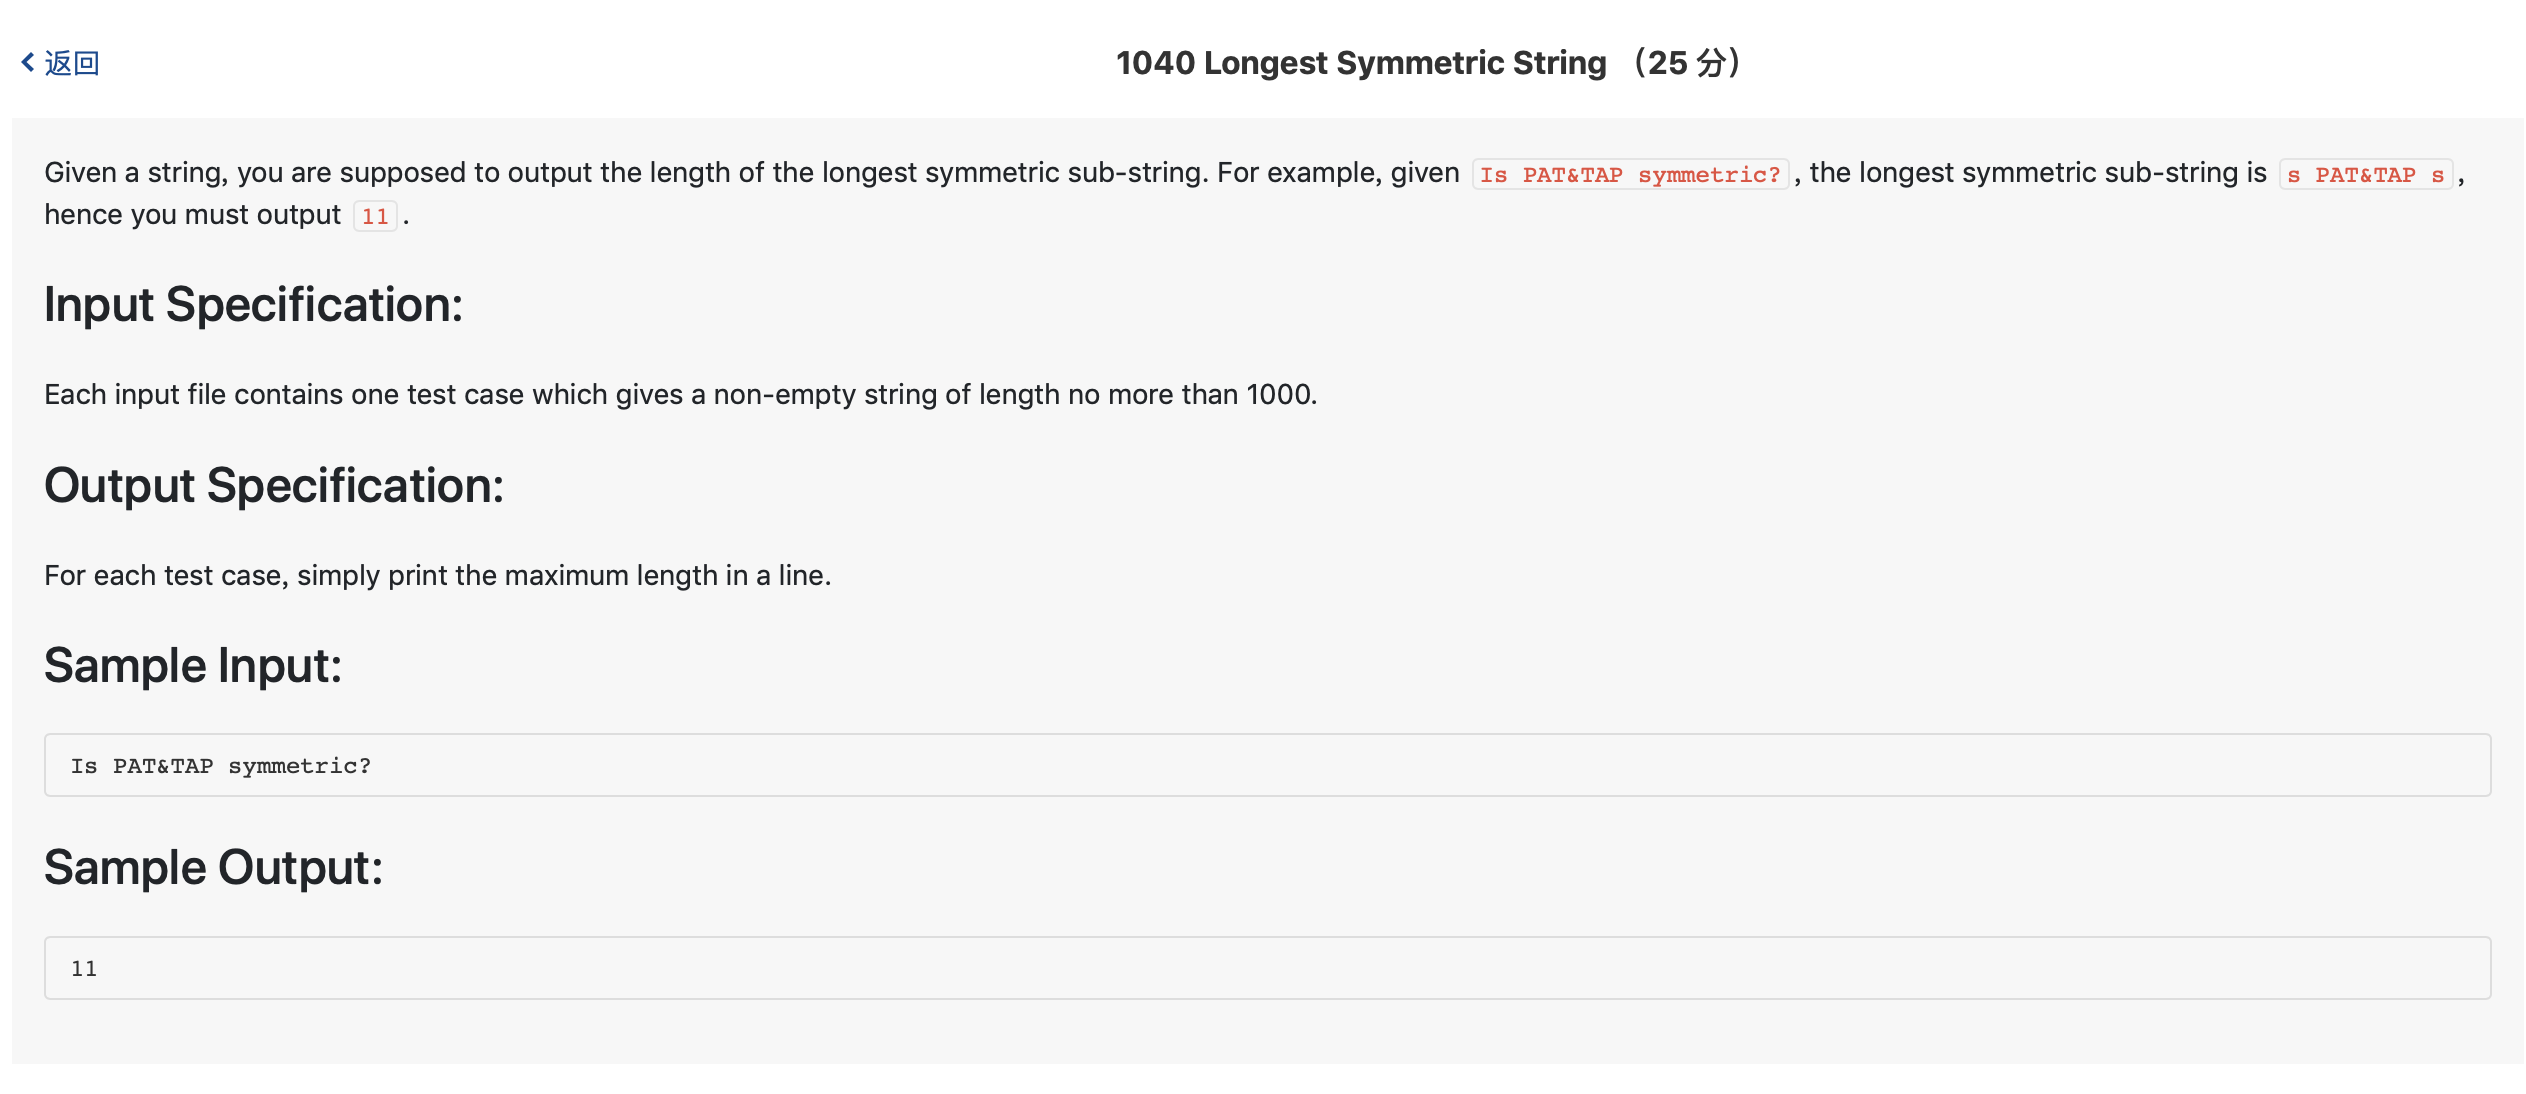 返回
1040 Longest Symmetric String （25 分）
Given a string, you are supposed to output the length of the longest symmetric sub-string. For example, given Is PAT&TAP symmetric?, the longest symmetric sub-string is s PAT&TAP s,
hence you must output 11.
Input Specification:
Each input file contains one test case which gives a non-empty string of length no more than 1000.
Output Specification:
For each test case, simply print the maximum length in a line.
Sample Input:
Is PAT&TAP symmetric?
Sample Output:
11